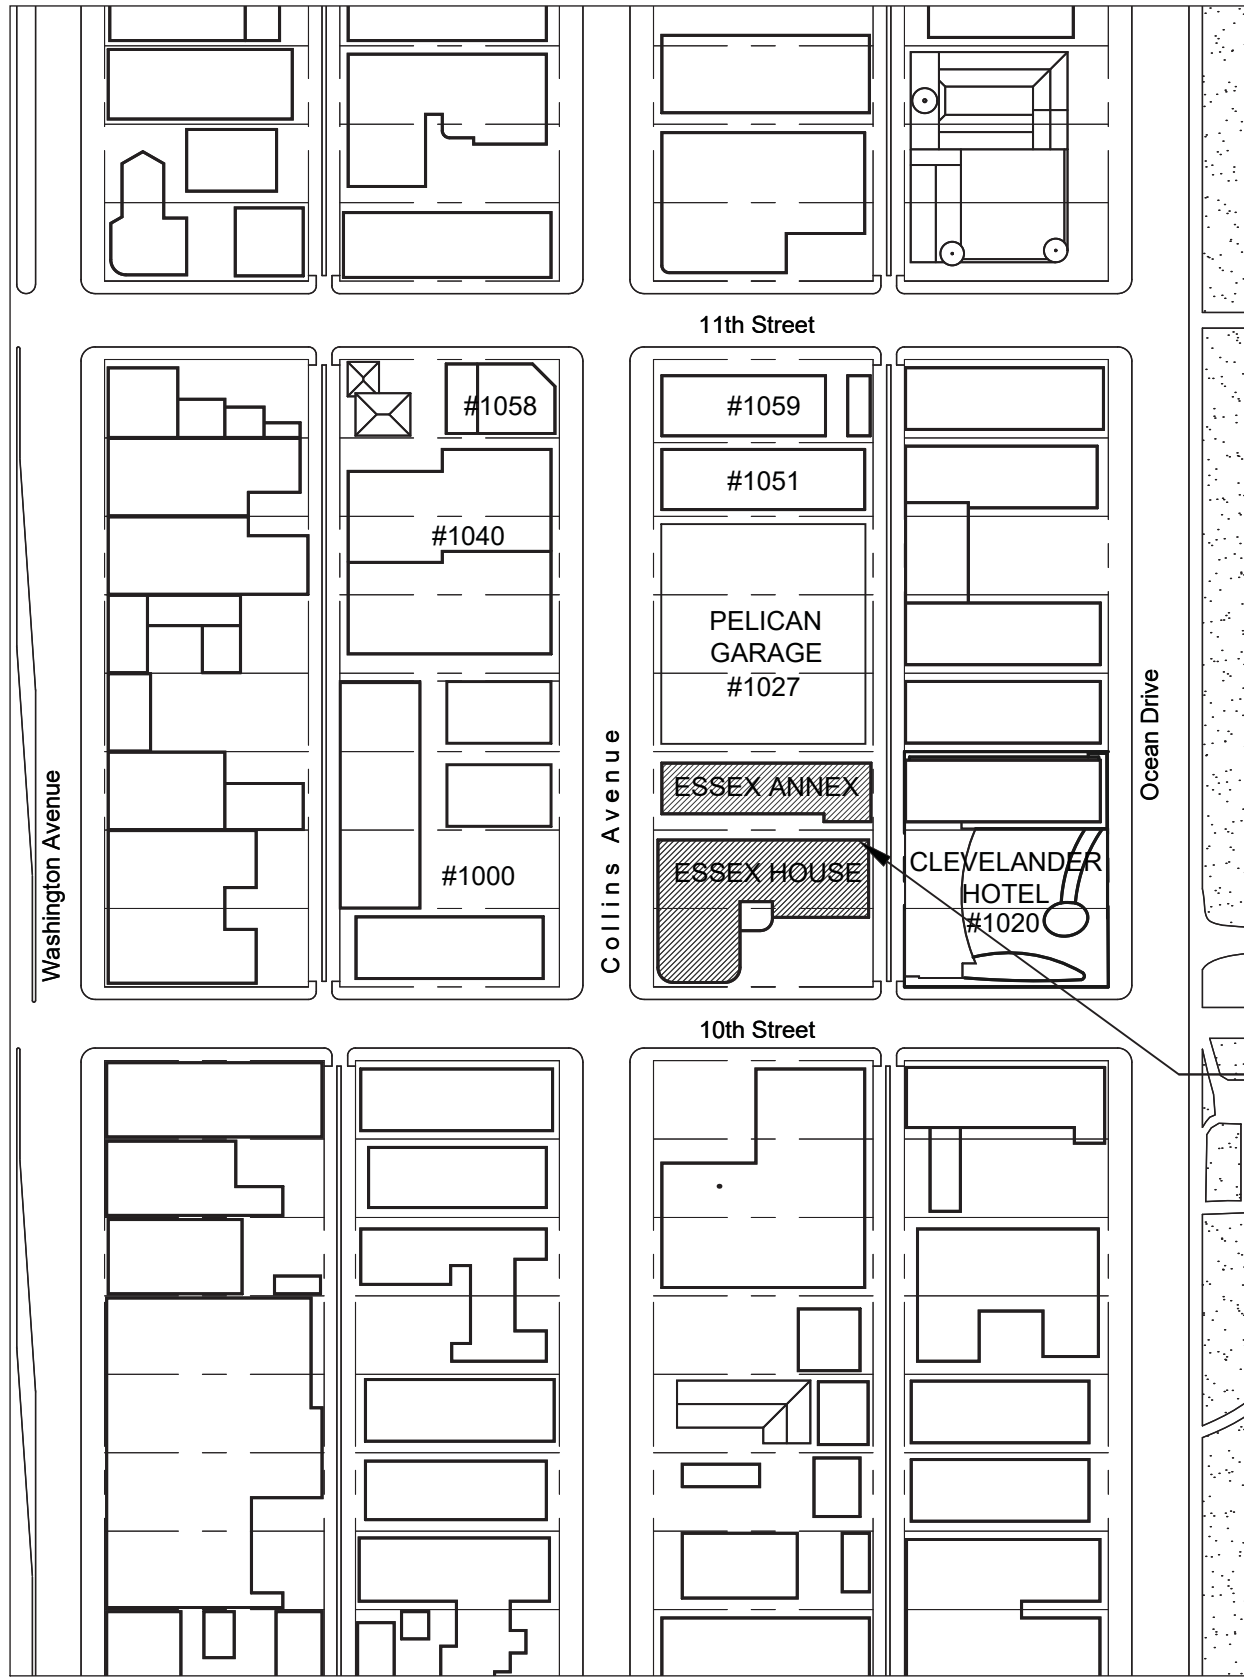 11th Street
#1058
#1059
#1051
#1040
PELICAN
GARAGE
#1027
Ocean Drive
Collins Avenue
Washington Avenue
ESSEX ANNEX
CLEVELANDER
HOTEL
#1020
ESSEX HOUSE
#1000
10th Street